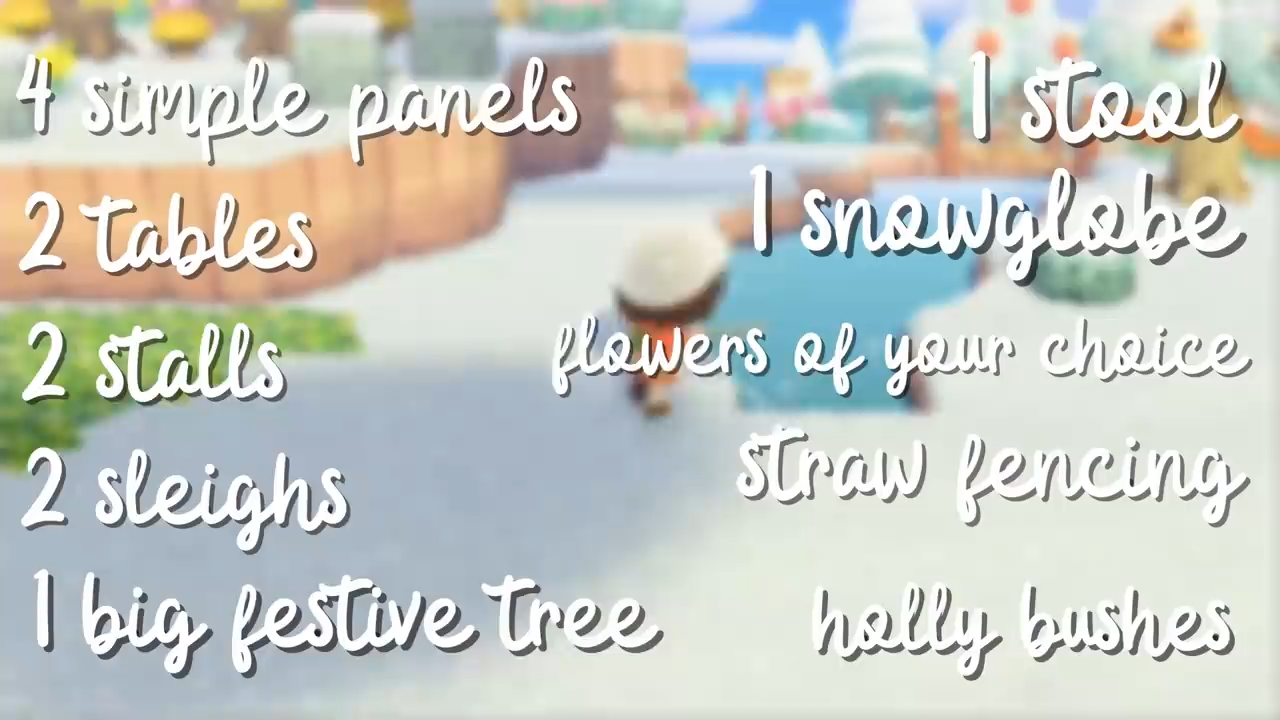 4 simple panels
2 tables
2 stalls
2 sleighs
1 big festive tree
1 stool
1 snowglobe
flowers of your choice
straw fencing
holly bushes